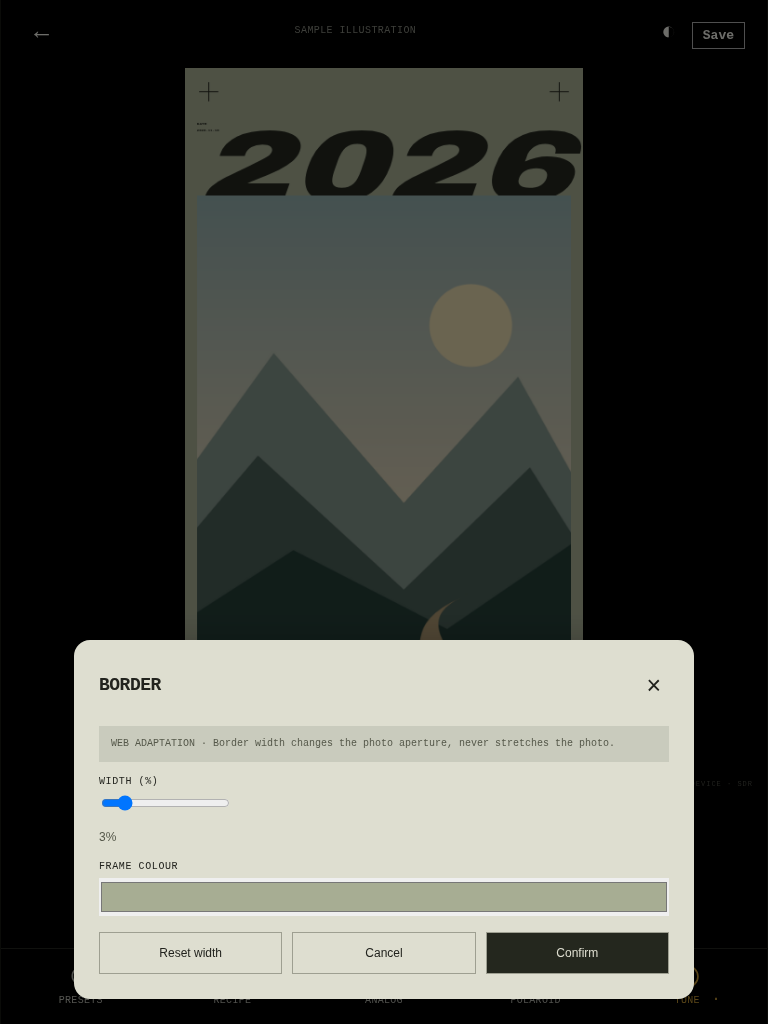 ←
SAMPLE ILLUSTRATION
Save
2026
BORDER
×
WEB ADAPTATION · Border width changes the photo aperture, never stretches the photo.
WIDTH (%)
3%
FRAME COLOUR
Reset width
Cancel
Confirm
PRESETS
RECIPE
ANALOG
POLAROID
TUNE